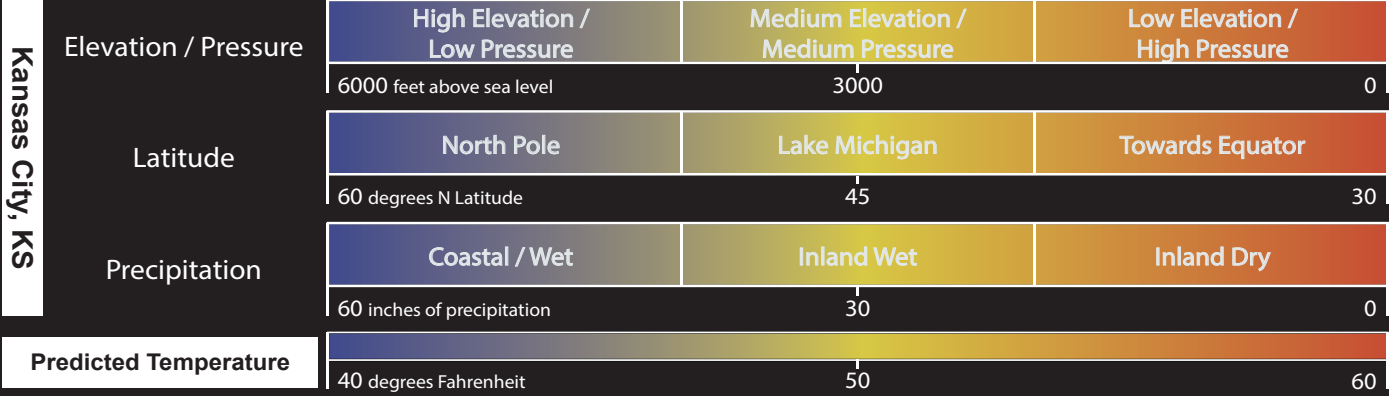 Kansas City, KS
Elevation / Pressure
High Elevation /
Low Pressure
Medium Elevation /
Medium Pressure
Low Elevation /
High Pressure
6000 feet above sea level
3000
0
Latitude
North Pole
Lake Michigan
Towards Equator
60 degrees N Latitude
45
30
Precipitation
Coastal / Wet
Inland Wet
Inland Dry
60 inches of precipitation
30
0
Predicted Temperature
40 degrees Fahrenheit
50
60